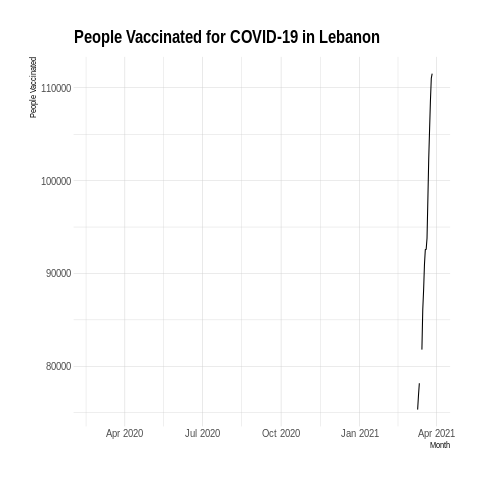 People Vaccinated for COVID-19 in Lebanon
People Vaccinated
110000
100000
90000
80000
Apr 2020 Jul 2020 Oct 2020 Jan 2021 Apr 2021
Month